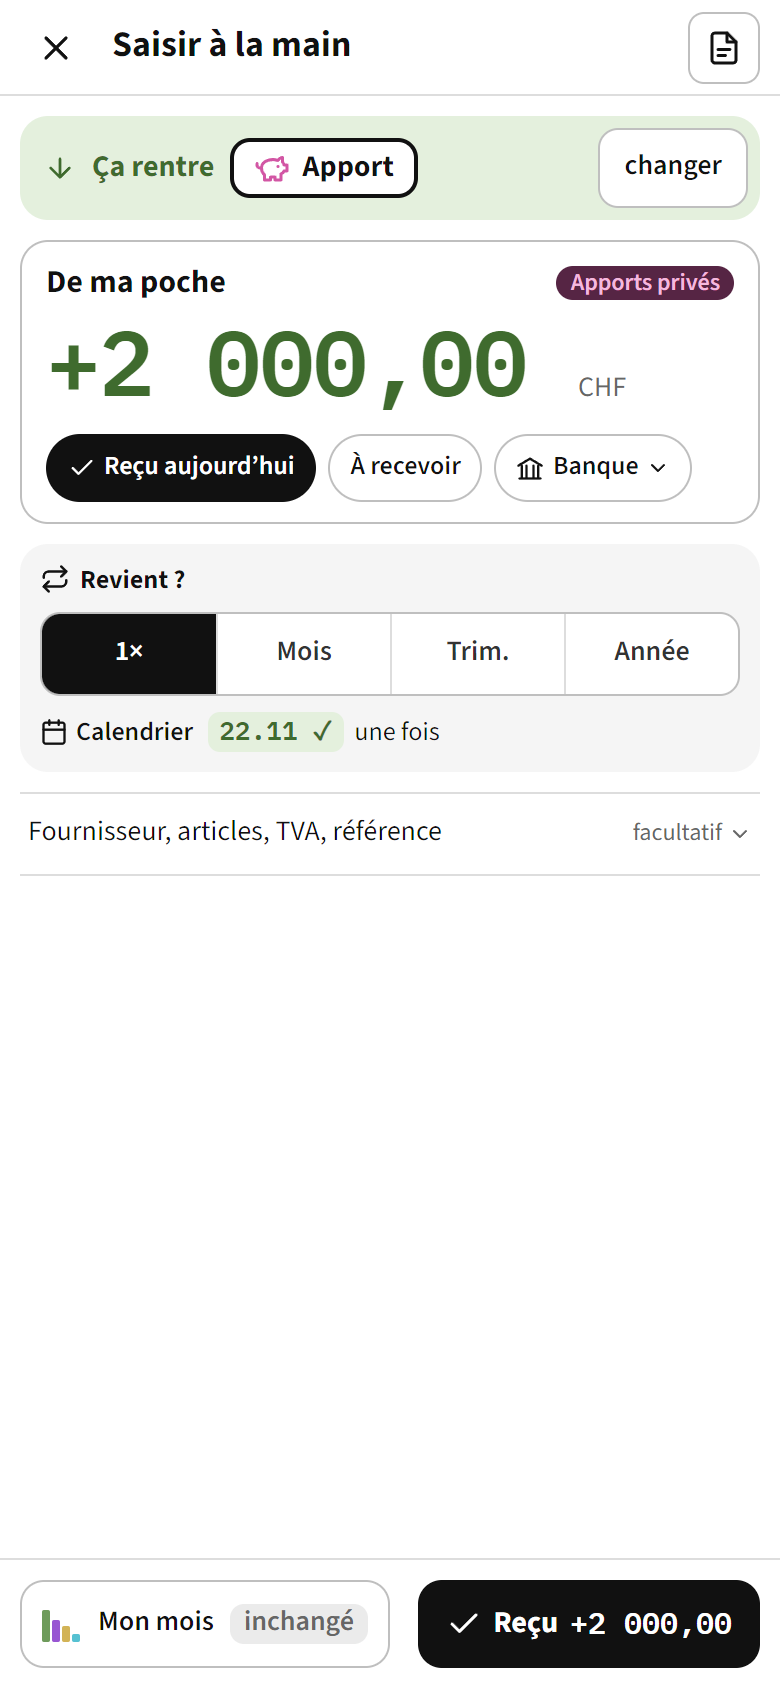 Saisir à la main
Ça rentre Apport changer
De ma poche Apports privés
+2 000,00 CHF
Reçu aujourd’hui À recevoir Banque
Revient ?
1× Mois Trim. Année
Calendrier 22.11 ✓ une fois
Fournisseur, articles, TVA, référence facultatif
Mon mois inchangé Reçu +2 000,00